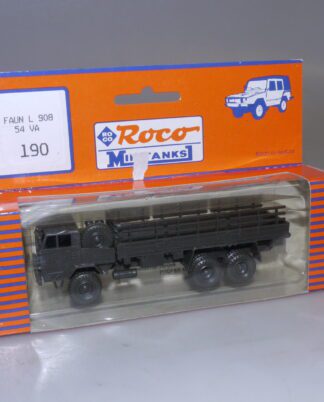 FAUN L 908
54 VA
190
RO
CO
Roco
MINITANKS